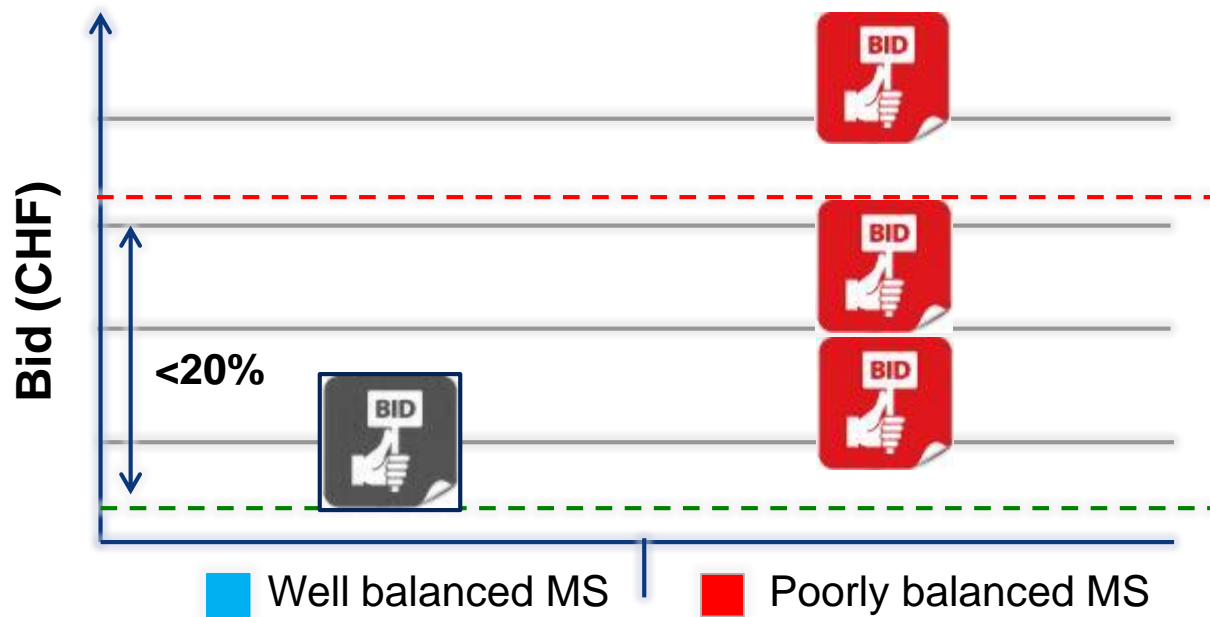 BID
Bid (CHF)
BID
<20%
BID
BID
Well balanced MS
Poorly balanced MS